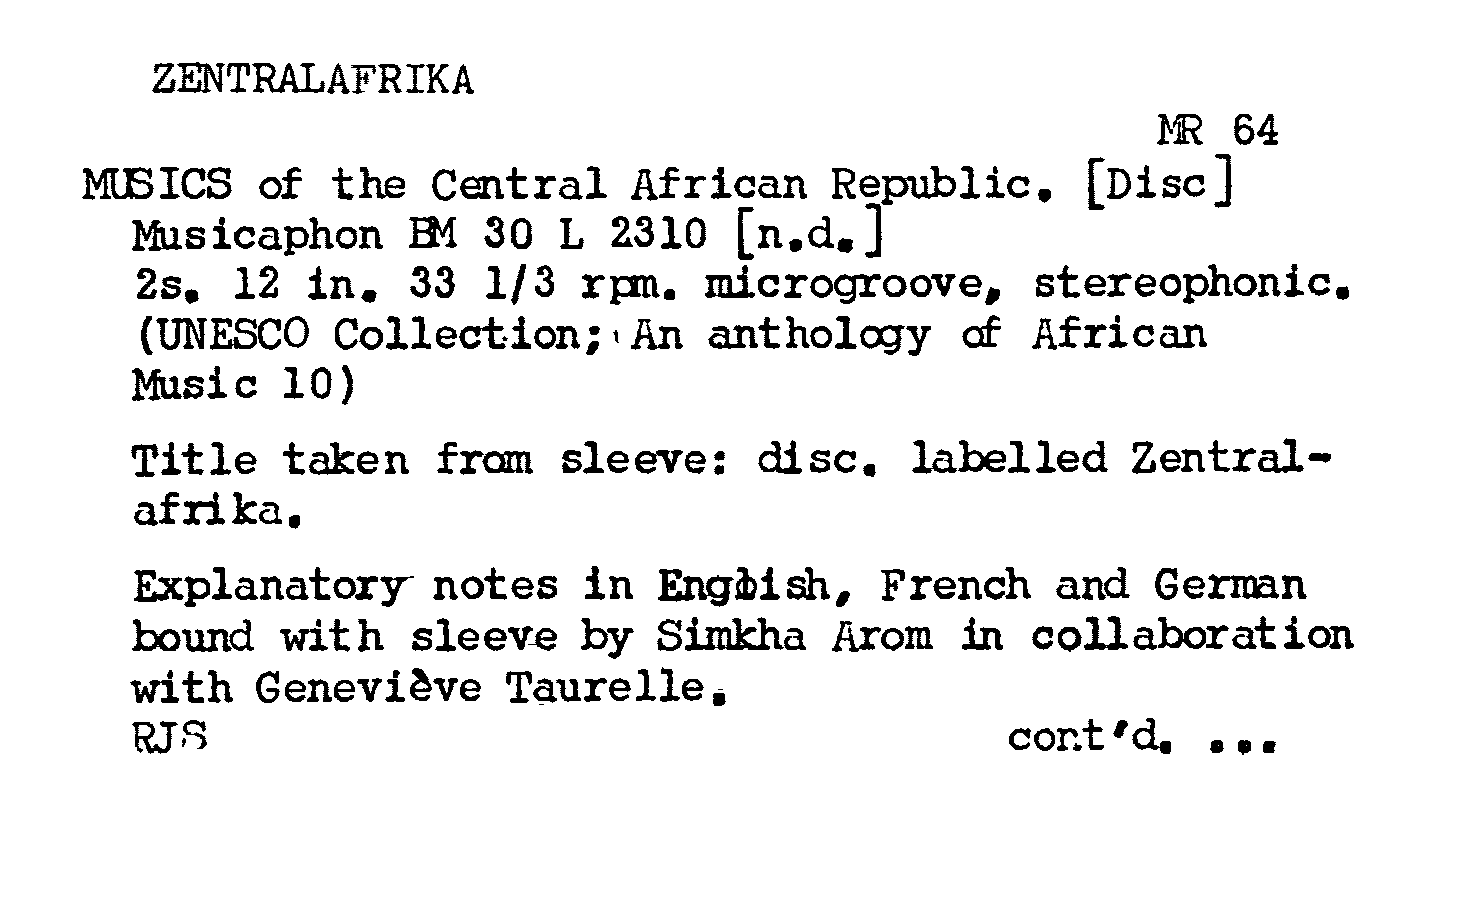 ZENTRALAFRIKA
MR 64
MUSICS of the Central African Republic. [Disc]
Musicaphon BM 30 L 2310 [n.d.]
2s. 12 in. 33 1/3 rpm. microgroove, stereophonic.
(UNESCO Collection; An anthology of African
Music 10)
Title taken from sleeve: disc. labelled Zentral-
afrika.
Explanatory notes in English, French and German
bound with sleeve by Simkha Arom in collaboration
with Geneviève Taurelle.
RJS cont'd. ...